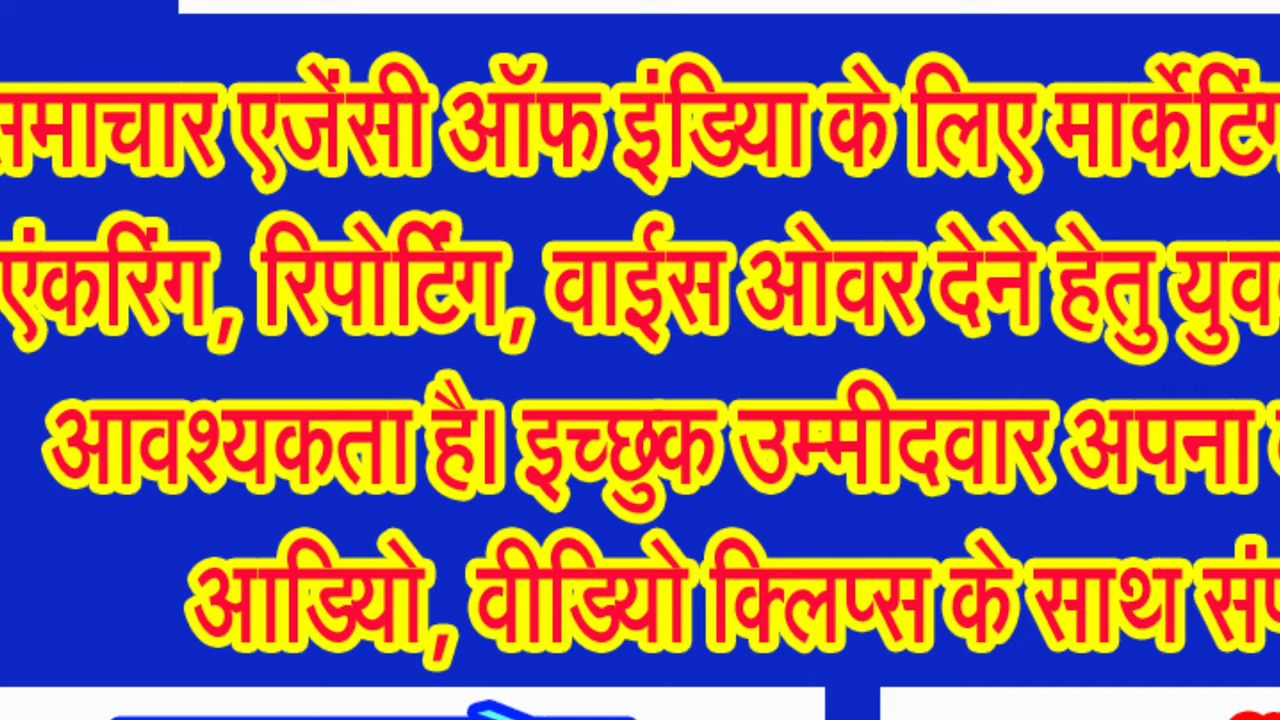 समाचार एजेंसी ऑफ इंडिया के लिए मार्केटिंग
एंकरिंग, रिपोर्टिंग, वाईस ओवर देने हेतु
आवश्यकता है। इच्छुक उम्मीदवार अपना
आडियो, वीडियो क्लिप्स के साथ